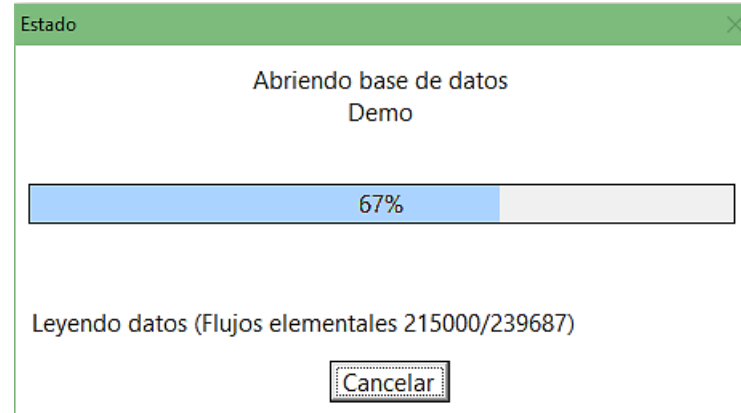 Estado
Abriendo base de datos
Demo
67%
Leyendo datos (Flujos elementales 215000/239687)
Cancelar